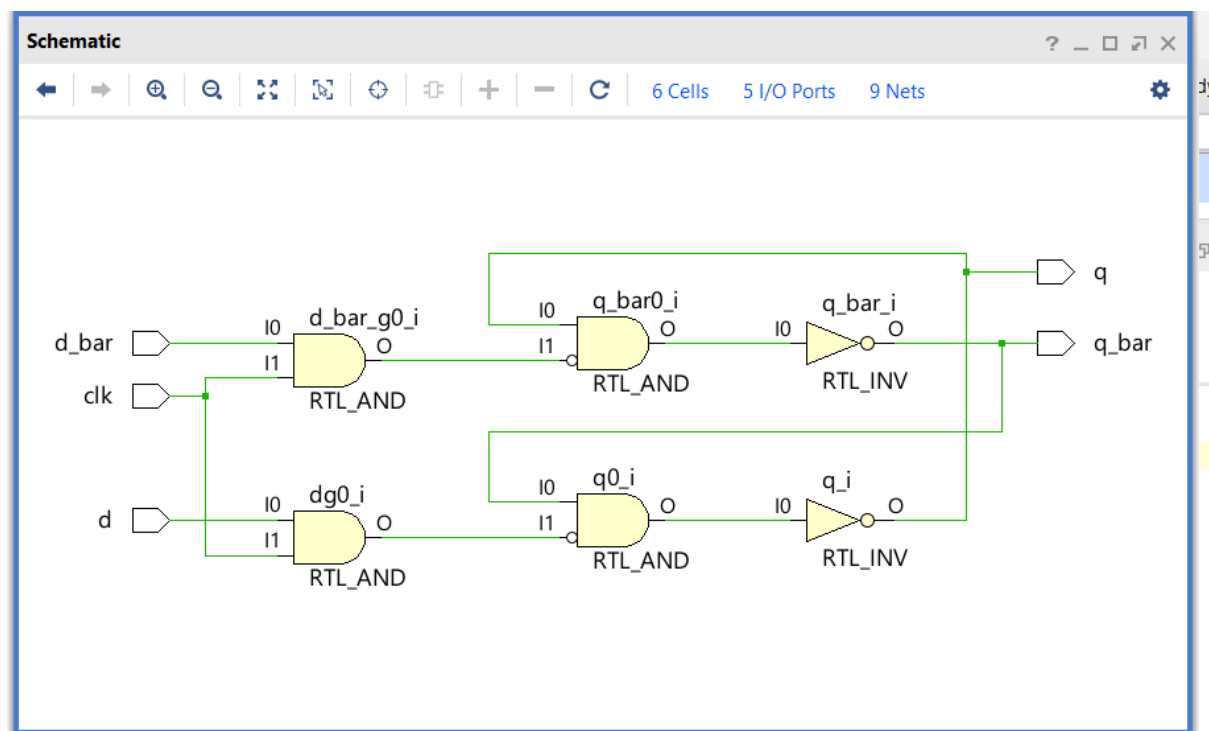 Schematic
6 Cells 5 I/O Ports 9 Nets
q
d_bar_g0_i
q_bar0_i
q_bar_i
I0 O
I0 O
I0 O
d_bar
I1
I1
q_bar
RTL_AND
RTL_AND
RTL_INV
clk
dg0_i
q0_i
q_i
I0 O
I0 O
I0 O
d
I1
I1
RTL_AND
RTL_AND
RTL_INV